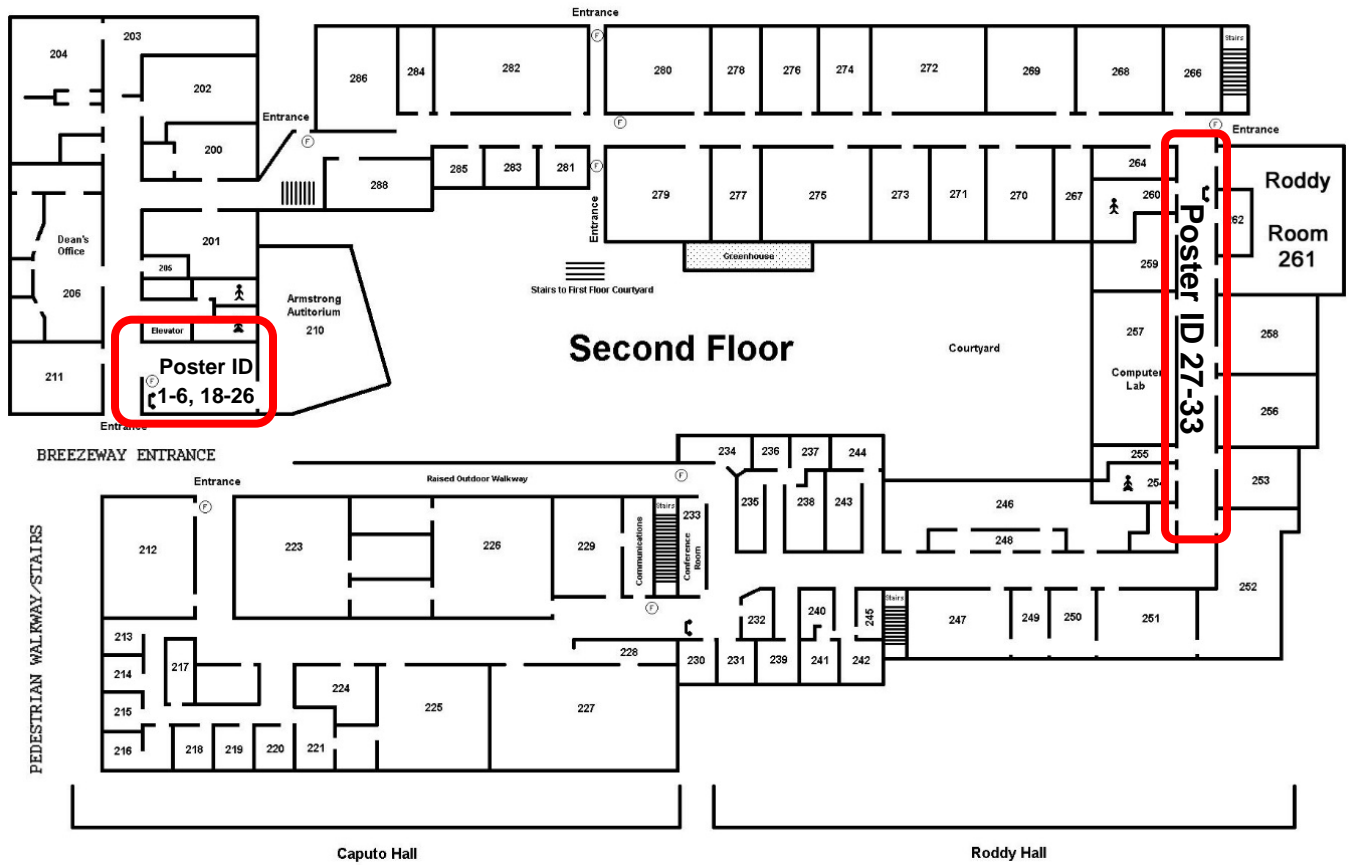 Entrance
204
203
202
200
286
284
282
280
278
276
274
272
269
268
266
Stairs
F
F
F
F
F
Entrance
Entrance
Entrance
288
285
283
281
279
277
275
273
271
270
267
264
260
262
259
Roddy
Room
261
Greenhouse
Stairs to First Floor Courtyard
Dean's
Office
206
201
205
Elevator
Armstrong
Autitorium
210
211
F
Poster ID
1-6, 18-26
Entrance
Second Floor
Courtyard
257
Computer
Lab
Poster ID 27-33
258
256
255
254
253
252
BREEZEWAY ENTRANCE
PEDESTRIAN WALKWAY/STAIRS
Raised Outdoor Walkway
Entrance
F
F
F
212
223
226
229
Communications
Stairs
233
Conference
Room
234
236
237
244
235
238
243
246
248
232
240
245
Stairs
247
249
250
251
213
214
215
216
217
218
219
220
221
224
225
227
228
230
231
239
241
242
Caputo Hall
Roddy Hall